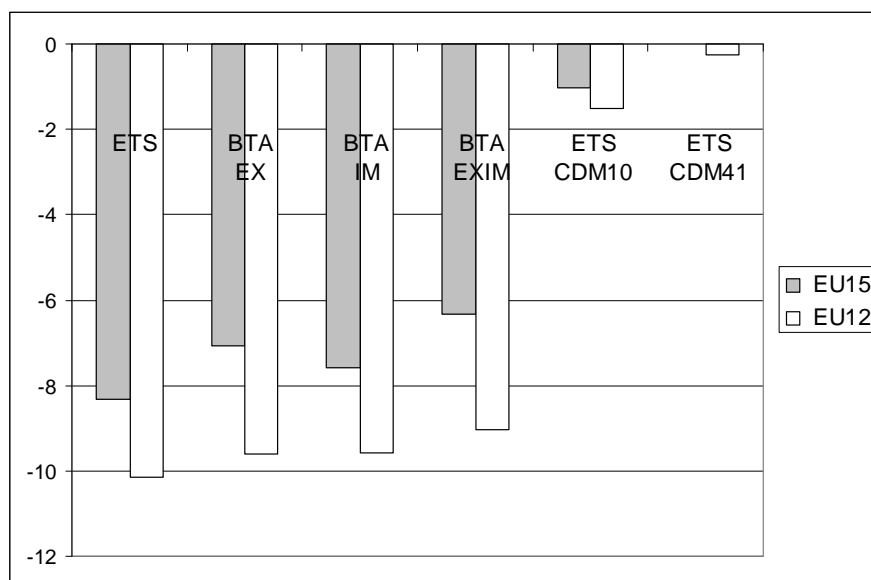 0
-2
-4
-6
-8
-10
-12
ETS BTA BTA BTA ETS ETS
EX IM EXIM CDM10 CDM41
EU15
EU12